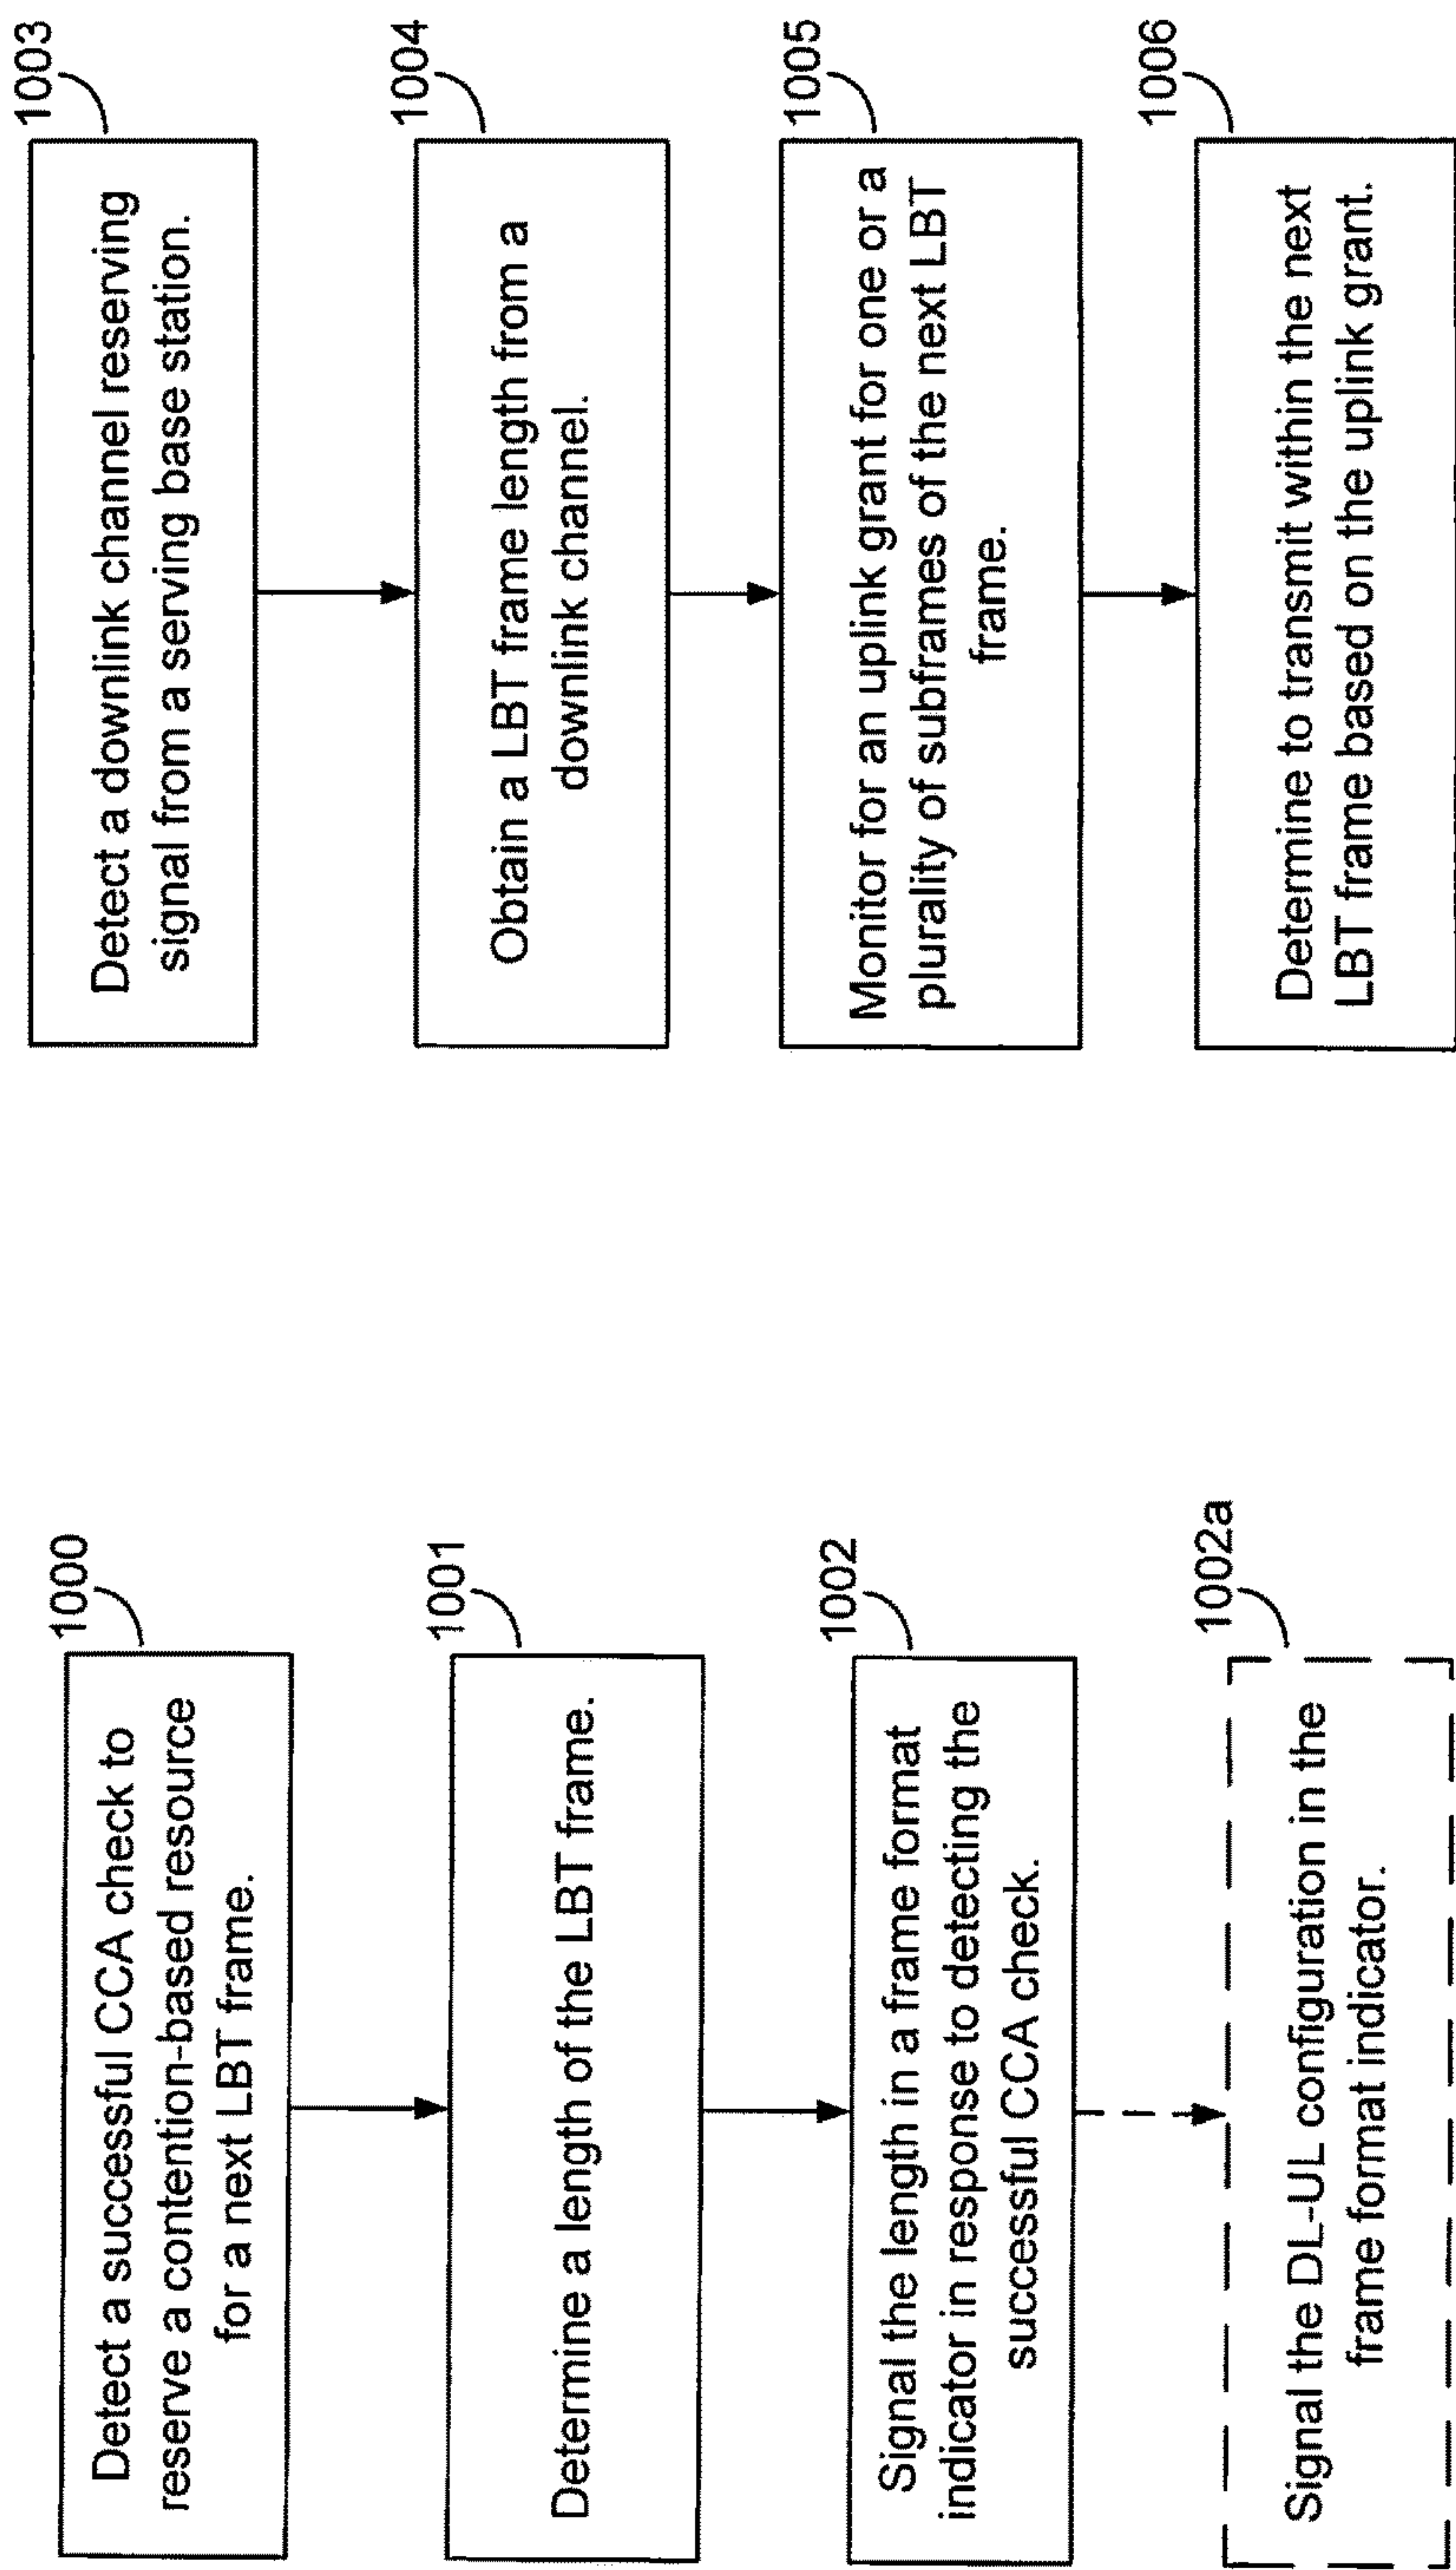 1000
Detect a successful CCA check to
reserve a contention-based resource
for a next LBT frame.
1001
Determine a length of the LBT frame.
1002
Signal the length in a frame format
indicator in response to detecting the
successful CCA check.
1002a
Signal the DL-UL configuration in the
frame format indicator.
1003
Detect a downlink channel reserving
signal from a serving base station.
1004
Obtain a LBT frame length from a
downlink channel.
1005
Monitor for an uplink grant for one or a
plurality of subframes of the next LBT
frame.
1006
Determine to transmit within the next
LBT frame based on the uplink grant.